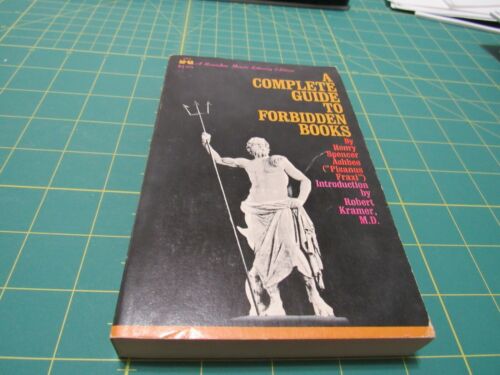 A Brandon House Library Edition
A
COMPLETE
GUIDE
TO
FORBIDDEN
BOOKS
By
Henry
Spencer
Ashbee
("Pisanus
Fraxi")
Introduction
by
Robert
Kramer,
M.D.